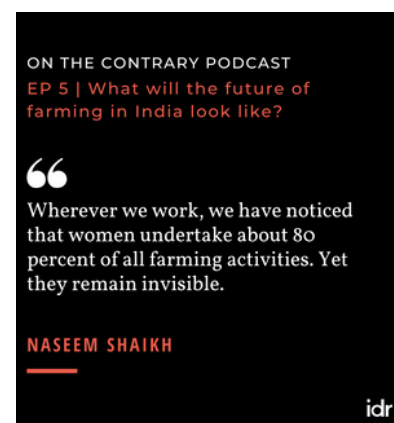 ON THE CONTRARY PODCAST
EP 5 | What will the future of
farming in India look like?
“
Wherever we work, we have noticed
that women undertake about 80
percent of all farming activities. Yet
they remain invisible.
NASEEM SHAIKH
idr